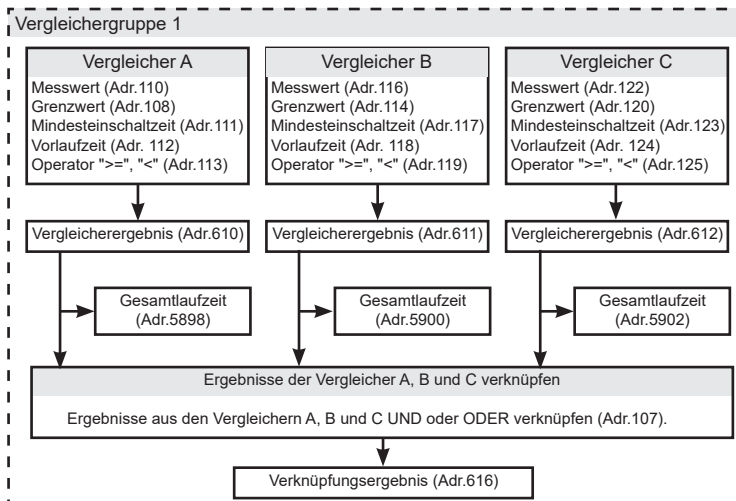 Vergleichergruppe 1
Vergleicher A
Messwert (Adr.110)
Grenzwert (Adr.108)
Mindesteinschaltzeit (Adr.111)
Vorlaufzeit (Adr. 112)
Operator ">=", "<" (Adr.113)
Vergleicher B
Messwert (Adr.116)
Grenzwert (Adr.114)
Mindesteinschaltzeit (Adr.117)
Vorlaufzeit (Adr. 118)
Operator ">=", "<" (Adr.119)
Vergleicher C
Messwert (Adr.122)
Grenzwert (Adr.120)
Mindesteinschaltzeit (Adr.123)
Vorlaufzeit (Adr. 124)
Operator ">=", "<" (Adr.125)
Vergleicherergebnis (Adr.610)
Vergleicherergebnis (Adr.611)
Vergleicherergebnis (Adr.612)
Gesamtlaufzeit
(Adr.5898)
Gesamtlaufzeit
(Adr.5900)
Gesamtlaufzeit
(Adr.5902)
Ergebnisse der Vergleicher A, B und C verknüpfen
Ergebnisse aus den Vergleichern A, B und C UND oder ODER verknüpfen (Adr.107).
Verknüpfungsergebnis (Adr.616)